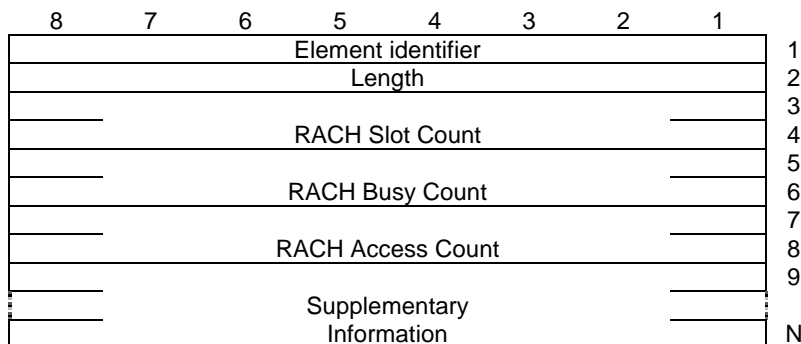 8 7 6 5 4 3 2 1
Element identifier 1
Length 2
3
RACH Slot Count 4
5
RACH Busy Count 6
7
RACH Access Count 8
9
Supplementary
Information N